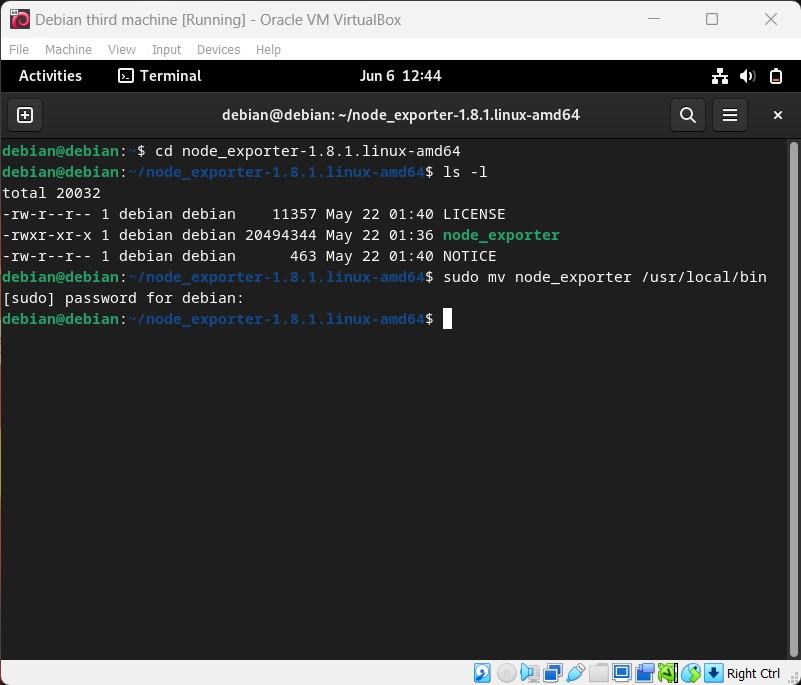 Debian third machine [Running] - Oracle VM VirtualBox
File Machine View Input Devices Help
Activities Terminal Jun 6 12:44
debian@debian: ~/node_exporter-1.8.1.linux-amd64
debian@debian:~$ cd node_exporter-1.8.1.linux-amd64
debian@debian:~/node_exporter-1.8.1.linux-amd64$ ls -l
total 20032
-rw-r--r-- 1 debian debian    11357 May 22 01:40 LICENSE
-rwxr-xr-x 1 debian debian 20494344 May 22 01:36 node_exporter
-rw-r--r-- 1 debian debian      463 May 22 01:40 NOTICE
debian@debian:~/node_exporter-1.8.1.linux-amd64$ sudo mv node_exporter /usr/local/bin
[sudo] password for debian:
debian@debian:~/node_exporter-1.8.1.linux-amd64$
Right Ctrl